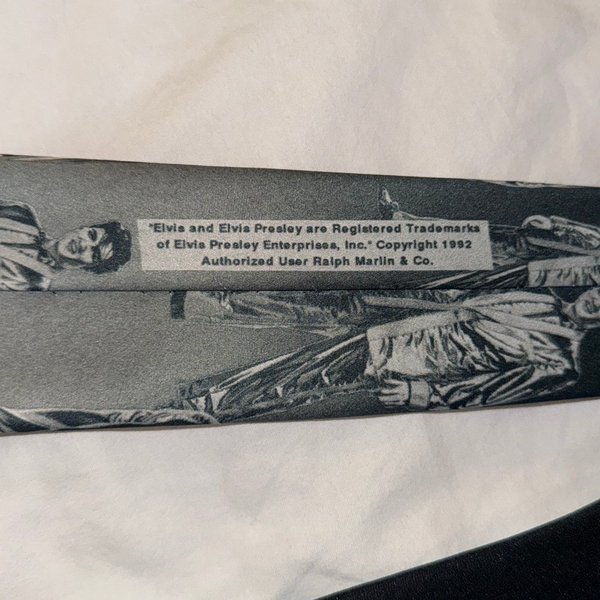 "Elvis and Elvis Presley are Registered Trademarks
of Elvis Presley Enterprises, Inc." Copyright 1992
Authorized User Ralph Marlin & Co.